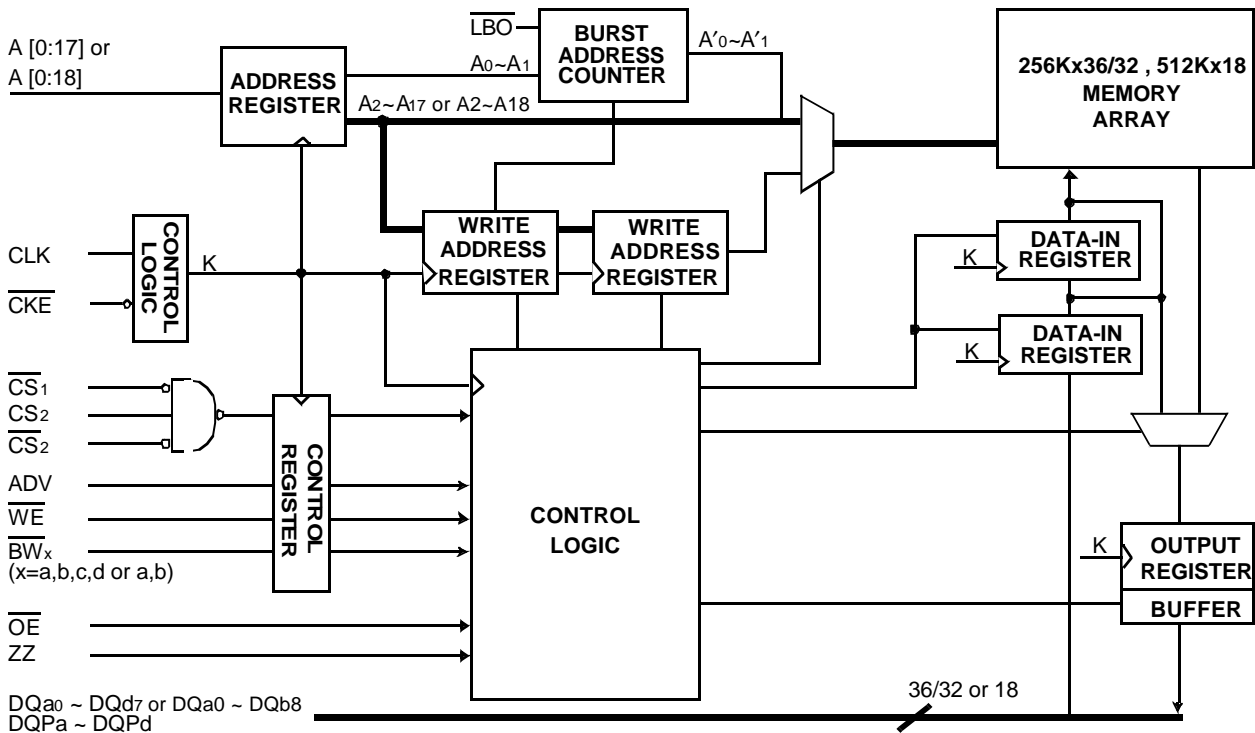 A [0:17] or
A [0:18]
ADDRESS
REGISTER
LBO
A0~A1
BURST
ADDRESS
COUNTER
A′0~A′1
A2~A17 or A2~A18
256Kx36/32 , 512Kx18
MEMORY
ARRAY
CLK
CKE
CONTROL
LOGIC
K
WRITE
ADDRESS
REGISTER
WRITE
ADDRESS
REGISTER
K
DATA-IN
REGISTER
K
DATA-IN
REGISTER
CS1
CS2
CS2
ADV
WE
BWx
(x=a,b,c,d or a,b)
CONTROL
REGISTER
CONTROL
LOGIC
K
OUTPUT
REGISTER
BUFFER
OE
ZZ
DQa0 ~ DQd7 or DQa0 ~ DQb8
DQPa ~ DQPd
36/32 or 18